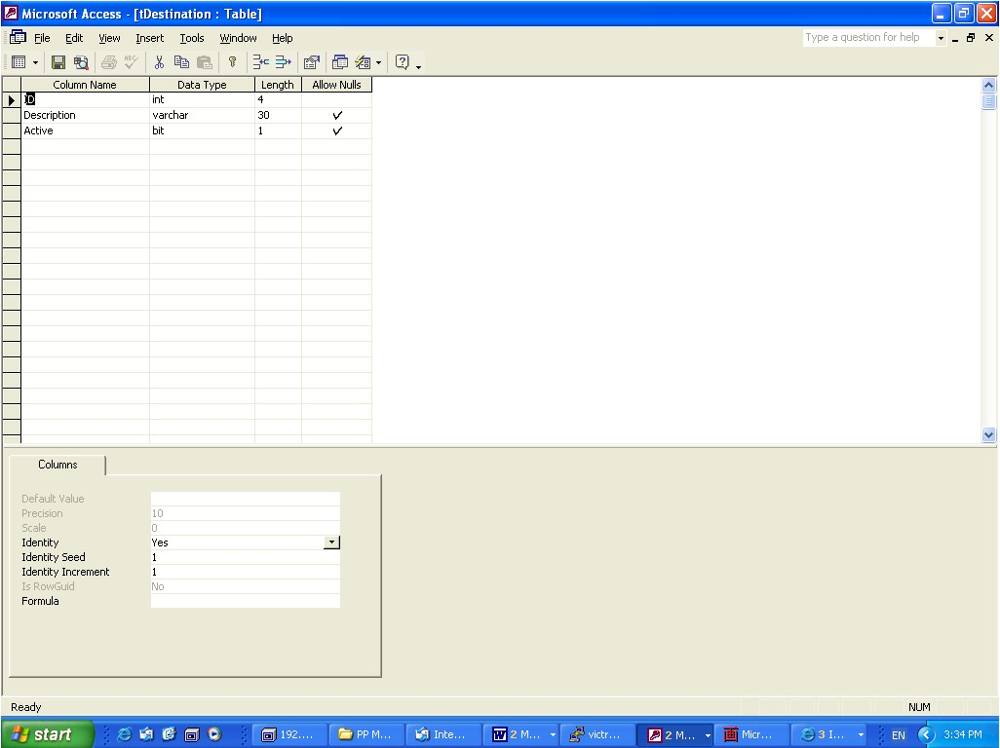 Microsoft Access - [tDestination : Table]
File Edit View Insert Tools Window Help Type a question for help
Column Name Data Type Length Allow Nulls
ID int 4
Description varchar 30
Active bit 1
Columns
Default Value
Precision 10
Scale 0
Identity Yes
Identity Seed 1
Identity Increment 1
Is RowGuid No
Formula
Ready NUM
start 192.... PP M... Inte... 2 M... victr... 2 M... Micr... 3 I... EN 3:34 PM